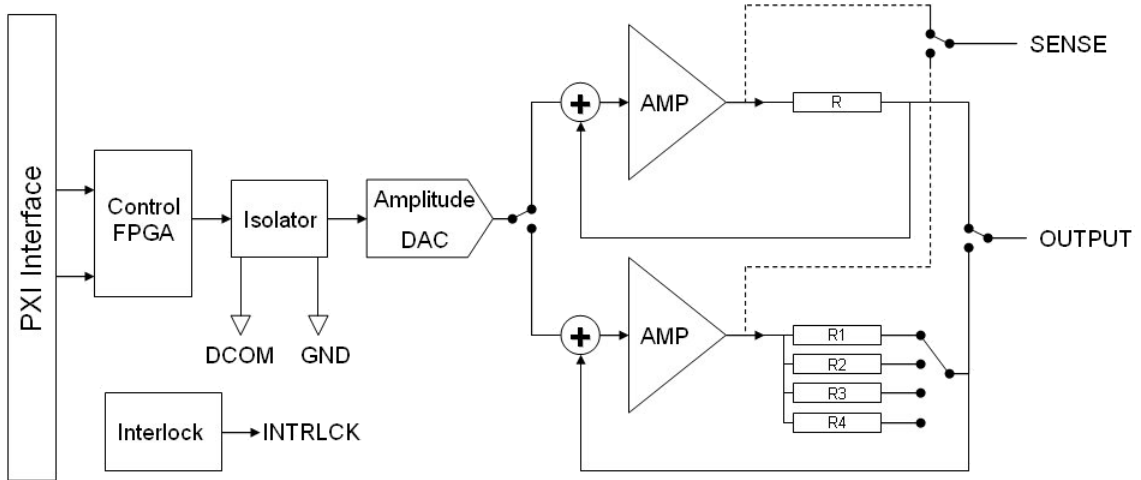 PXI Interface
Control
FPGA
Isolator
DCOM
GND
Interlock
INTRLCK
Amplitude
DAC
+
AMP
R
SENSE
OUTPUT
+
AMP
R1
R2
R3
R4